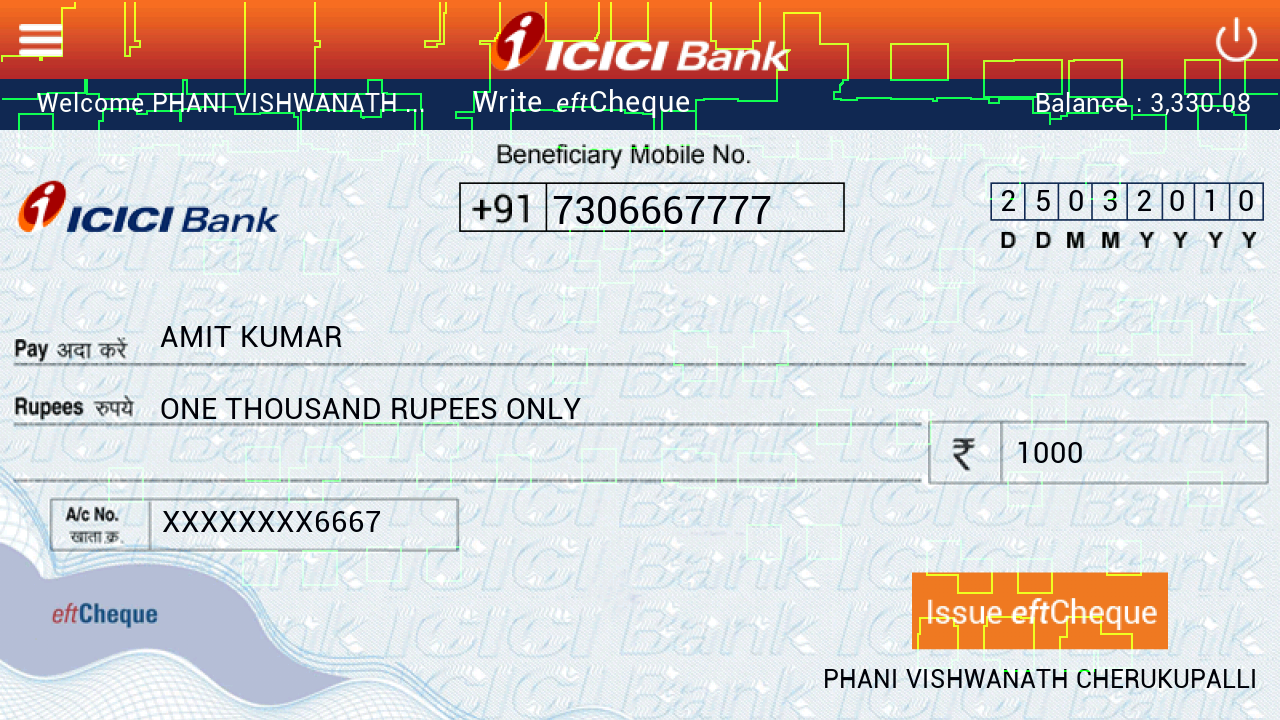 ICICI Bank
Welcome PHANI VISHWANATH ...
Write eftCheque
Balance : 3,330.08
Beneficiary Mobile No.
ICICI Bank
+91 7306667777
2 5 0 3 2 0 1 0
D D M M Y Y Y Y
Pay अदा करें AMIT KUMAR
Rupees रुपये ONE THOUSAND RUPEES ONLY
₹ 1000
A/c No. XXXXXXXX6667
खाता क्र.
eftCheque
Issue eftCheque
PHANI VISHWANATH CHERUKUPALLI